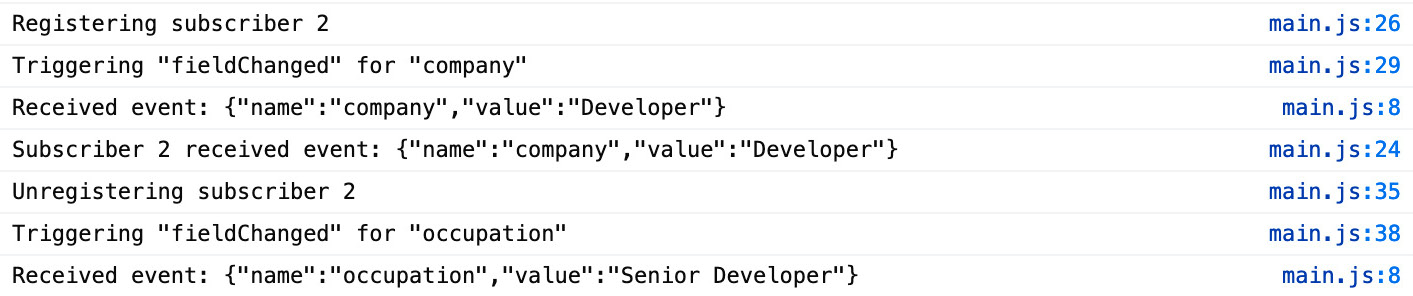 Registering subscriber 2 main.js:26
Triggering "fieldChanged" for "company" main.js:29
Received event: {"name":"company","value":"Developer"} main.js:8
Subscriber 2 received event: {"name":"company","value":"Developer"} main.js:24
Unregistering subscriber 2 main.js:35
Triggering "fieldChanged" for "occupation" main.js:38
Received event: {"name":"occupation","value":"Senior Developer"} main.js:8